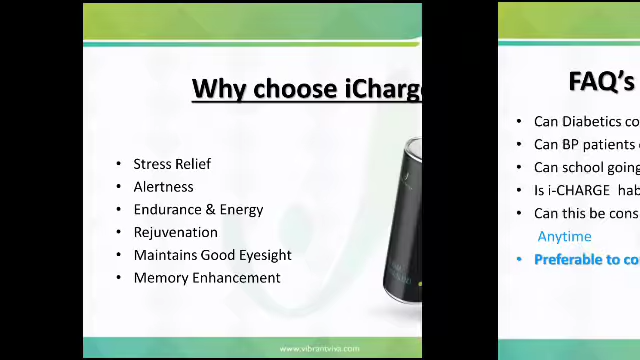 Why choose iCharge
Stress Relief
Alertness
Endurance & Energy
Rejuvenation
Maintains Good Eyesight
Memory Enhancement
www.vibrantviva.com
FAQ's
Can Diabetics co
Can BP patients
Can school going
Is i-CHARGE hab
Can this be cons
Anytime
Preferable to co